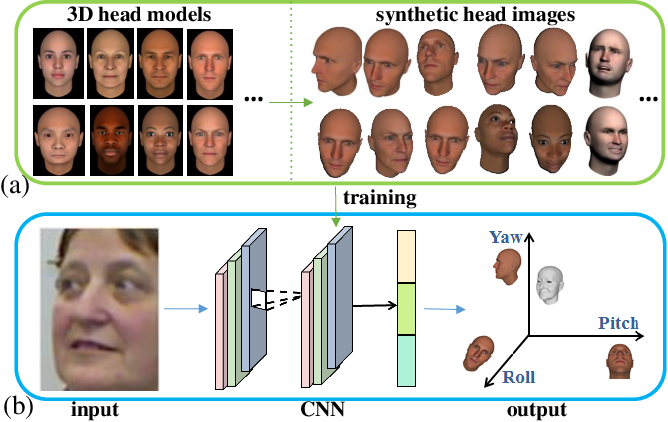 3D head models
synthetic head images
...
...
(a)
training
Yaw
Pitch
Roll
(b)
input
CNN
output